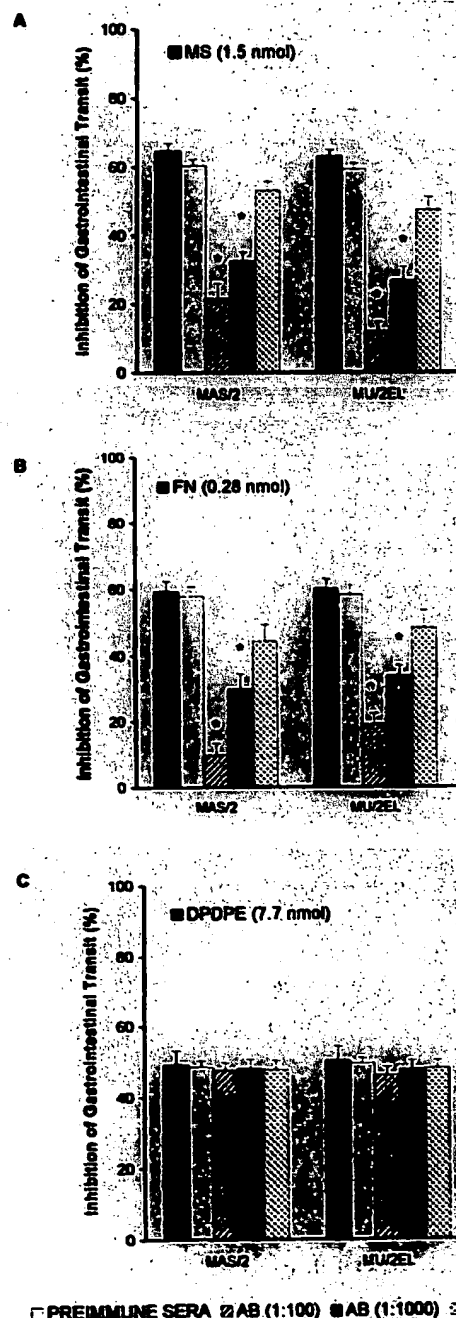 A
100
■ MS (1.5 nmol)
80
60
40
20
0
Inhibition of Gastrointestinal Transit (%)
MAS/2
MU/2EL
B
100
■ FN (0.28 nmol)
80
60
40
20
0
Inhibition of Gastrointestinal Transit (%)
MAS/2
MU/2EL
C
100
■ DPDPE (7.7 nmol)
80
60
40
20
0
Inhibition of Gastrointestinal Transit (%)
MAS/2
MU/2EL
PREIMMUNE SERA AB (1:100) AB (1:1000)